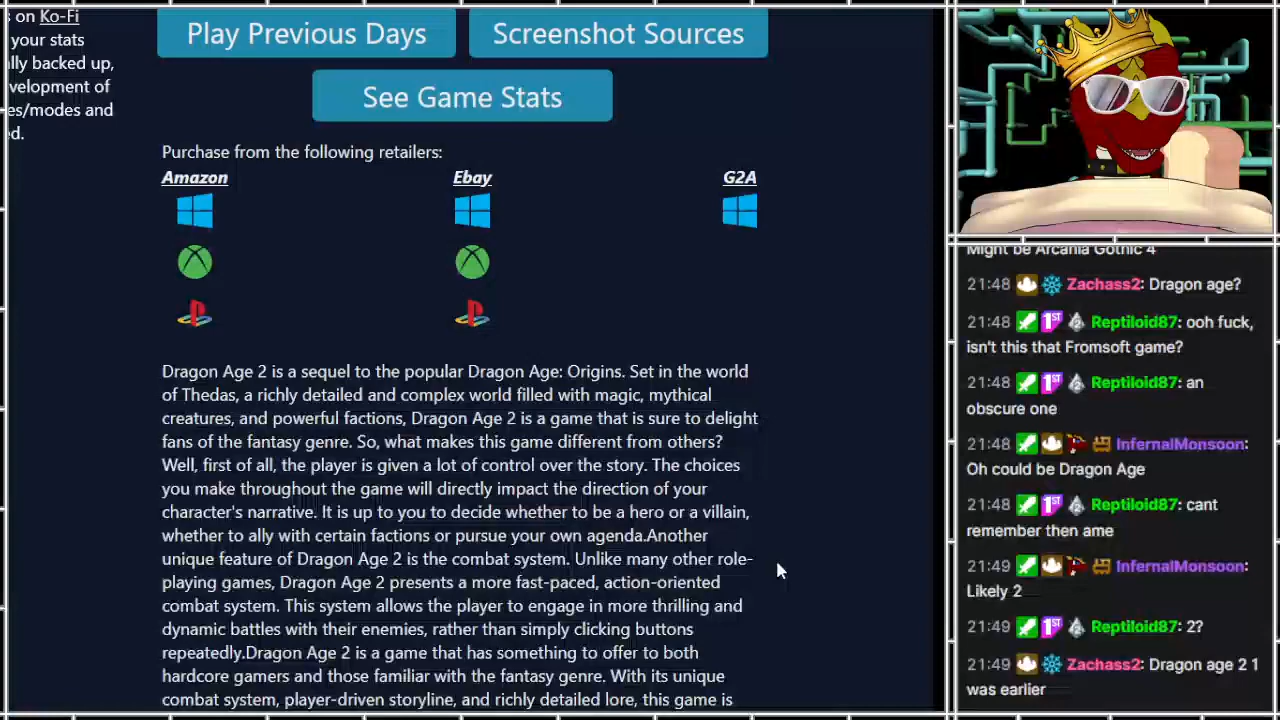 s on Ko-Fi
your stats
lly backed up,
velopment of
es/modes and
ed.
Play Previous Days
Screenshot Sources
See Game Stats
Purchase from the following retailers:
Amazon
Ebay
G2A
Dragon Age 2 is a sequel to the popular Dragon Age: Origins. Set in the world
of Thedas, a richly detailed and complex world filled with magic, mythical
creatures, and powerful factions, Dragon Age 2 is a game that is sure to delight
fans of the fantasy genre. So, what makes this game different from others?
Well, first of all, the player is given a lot of control over the story. The choices
you make throughout the game will directly impact the direction of your
character's narrative. It is up to you to decide whether to be a hero or a villain,
whether to ally with certain factions or pursue your own agenda.Another
unique feature of Dragon Age 2 is the combat system. Unlike many other role-
playing games, Dragon Age 2 presents a more fast-paced, action-oriented
combat system. This system allows the player to engage in more thrilling and
dynamic battles with their enemies, rather than simply clicking buttons
repeatedly.Dragon Age 2 is a game that has something to offer to both
hardcore gamers and those familiar with the fantasy genre. With its unique
combat system, player-driven storyline, and richly detailed lore, this game is
Might be Arcania Gothic 4
21:48 Zachass2: Dragon age?
21:48 1ST 2 Reptiloid87: ooh fuck,
isn't this that Fromsoft game?
21:48 1ST 2 Reptiloid87: an
obscure one
21:48 InfernalMonsoon:
Oh could be Dragon Age
21:48 1ST 2 Reptiloid87: cant
remember then ame
21:49 InfernalMonsoon:
Likely 2
21:49 1ST 2 Reptiloid87: 2?
21:49 Zachass2: Dragon age 2 1
was earlier